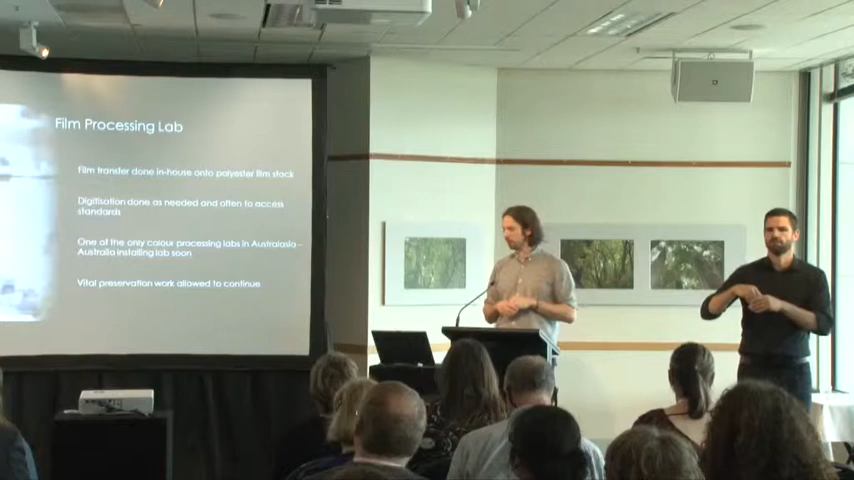 Film Processing Lab
Film transfer done in-house onto polyester film stock
Digitisation done as needed and often to access
standards
One of the only colour processing labs in Australasia -
Australia installing lab soon
Vital preservation work allowed to continue